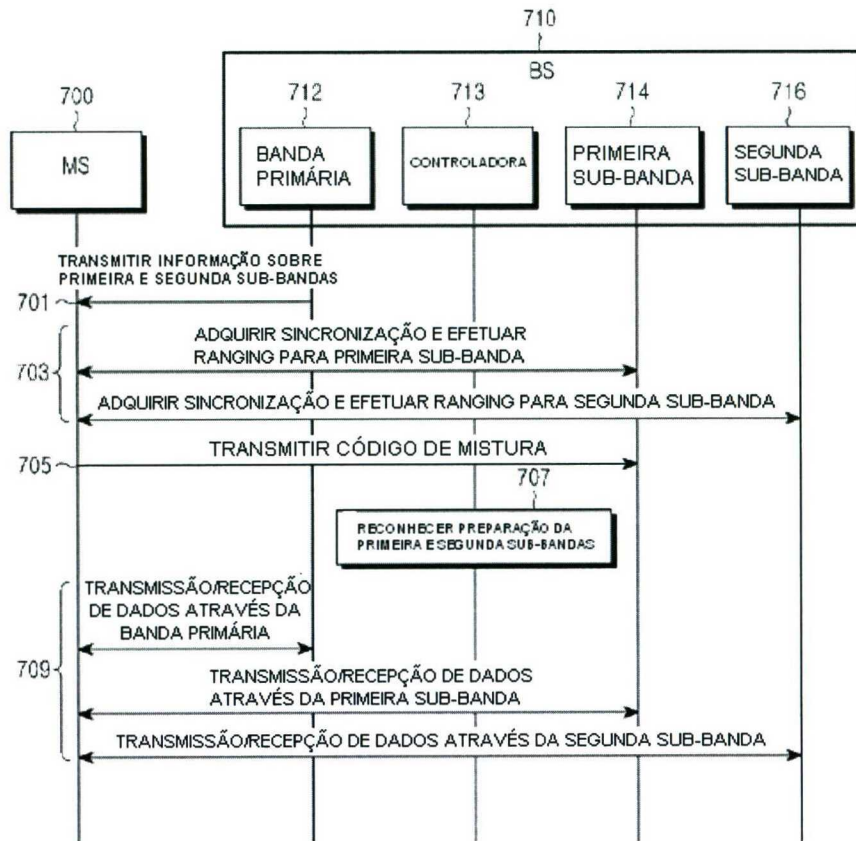 710
BS
700
712
713
714
716
MS
BANDA
PRIMÁRIA
CONTROLADORA
PRIMEIRA
SUB-BANDA
SEGUNDA
SUB-BANDA
TRANSMITIR INFORMAÇÃO SOBRE
PRIMEIRA E SEGUNDA SUB-BANDAS
701
ADQUIRIR SINCRONIZAÇÃO E EFETUAR
RANGING PARA PRIMEIRA SUB-BANDA
703
ADQUIRIR SINCRONIZAÇÃO E EFETUAR RANGING PARA SEGUNDA SUB-BANDA
TRANSMITIR CÓDIGO DE MISTURA
705
707
RECONHECER PREPARAÇÃO DA
PRIMEIRA E SEGUNDA SUB-BANDAS
TRANSMISSÃO/RECEPÇÃO
DE DADOS ATRAVÉS DA
BANDA PRIMÁRIA
709
TRANSMISSÃO/RECEPÇÃO DE DADOS
ATRAVÉS DA PRIMEIRA SUB-BANDA
TRANSMISSÃO/RECEPÇÃO DE DADOS ATRAVÉS DA SEGUNDA SUB-BANDA